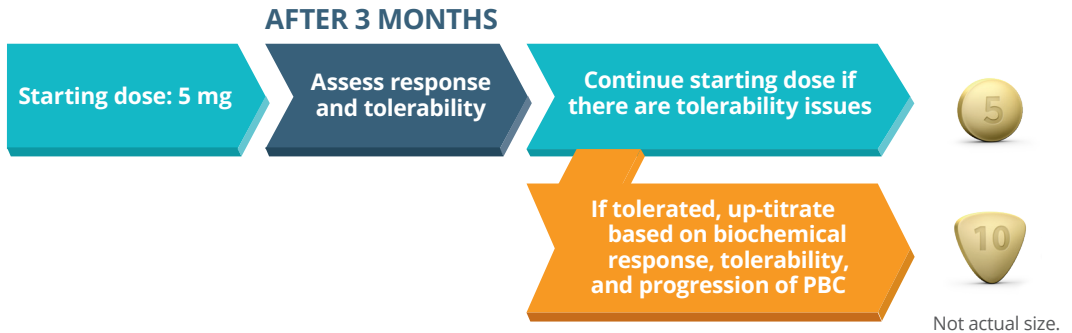 AFTER 3 MONTHS
Starting dose: 5 mg
Assess response
and tolerability
Continue starting dose if
there are tolerability issues
5
If tolerated, up-titrate
based on biochemical
response, tolerability,
and progression of PBC
10
Not actual size.